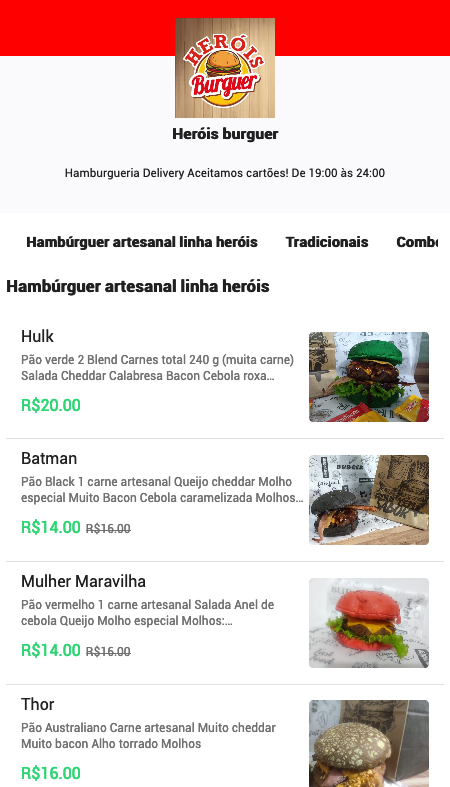 HERÓIS
Burguer
Heróis burguer
Hamburgueria Delivery Aceitamos cartões! De 19:00 às 24:00
Hambúrguer artesanal linha heróis
Tradicionais
Hambúrguer artesanal linha heróis
Hulk
Pão verde 2 Blend Carnes total 240 g (muita carne)
Salada Cheddar Calabresa Bacon Cebola roxa...
R$20.00
Batman
Pão Black 1 carne artesanal Queijo cheddar Molho
especial Muito Bacon Cebola caramelizada Molhos...
R$14.00 R$16.00
Mulher Maravilha
Pão vermelho 1 carne artesanal Salada Anel de
cebola Queijo Molho especial Molhos:...
R$14.00 R$16.00
Thor
Pão Australiano Carne artesanal Muito cheddar
Muito bacon Alho torrado Molhos
R$16.00